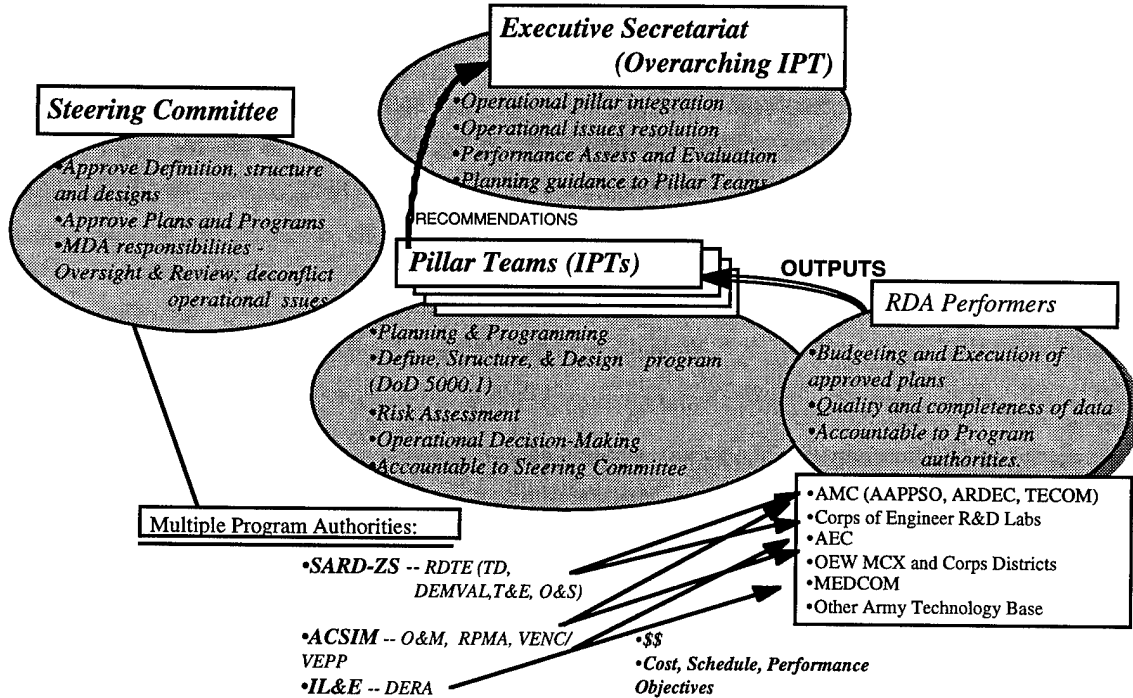 Executive Secretariat
(Overarching IPT)
•Operational pillar integration
•Operational issues resolution
•Performance Assess and Evaluation
•Planning guidance to Pillar Teams
Steering Committee
•Approve Definition, structure
and designs
•Approve Plans and Programs
•MDA responsibilities -
Oversight & Review: deconflict
operational ssues
RECOMMENDATIONS
Pillar Teams (IPTs)
•Planning & Programming
•Define, Structure, & Design program
(DoD 5000.1)
•Risk Assessment
•Operational Decision-Making
•Accountable to Steering Committee
OUTPUTS
RDA Performers
•Budgeting and Execution of
approved plans
•Quality and completeness of data
•Accountable to Program
authorities.
•AMC (AAPPSO, ARDEC, TECOM)
•Corps of Engineer R&D Labs
•AEC
•OEW MCX and Corps Districts
•MEDCOM
•Other Army Technology Base
Multiple Program Authorities:
•SARD-ZS -- RDTE (TD,
DEMVAL,T&E, O&S)
•ACSIM -- O&M, RPMA, VENC/
VEPP
•IL&E -- DERA
•$$
•Cost, Schedule, Performance
Objectives